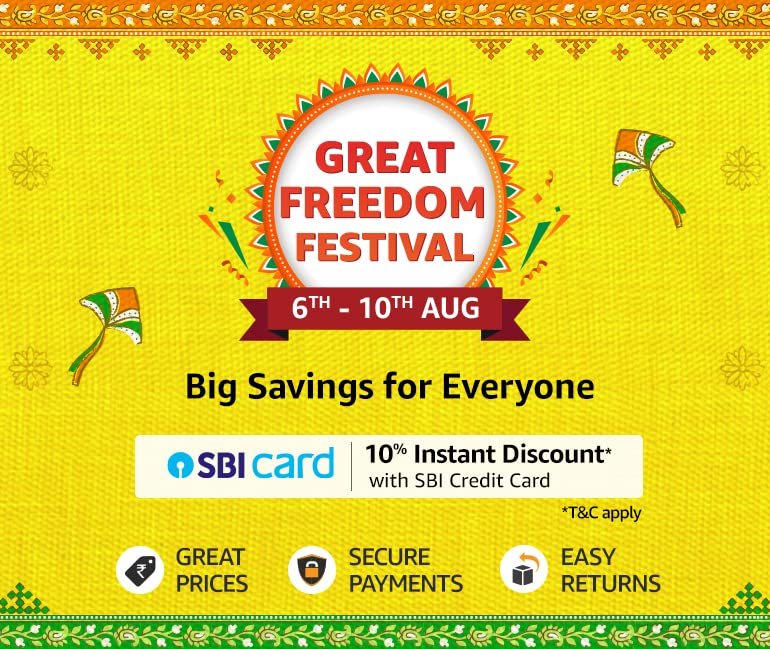 GREAT
FREEDOM
FESTIVAL
6TH - 10TH AUG
Big Savings for Everyone
SBI card
10% Instant Discount*
with SBI Credit Card
*T&C apply
₹
GREAT
PRICES
SECURE
PAYMENTS
EASY
RETURNS